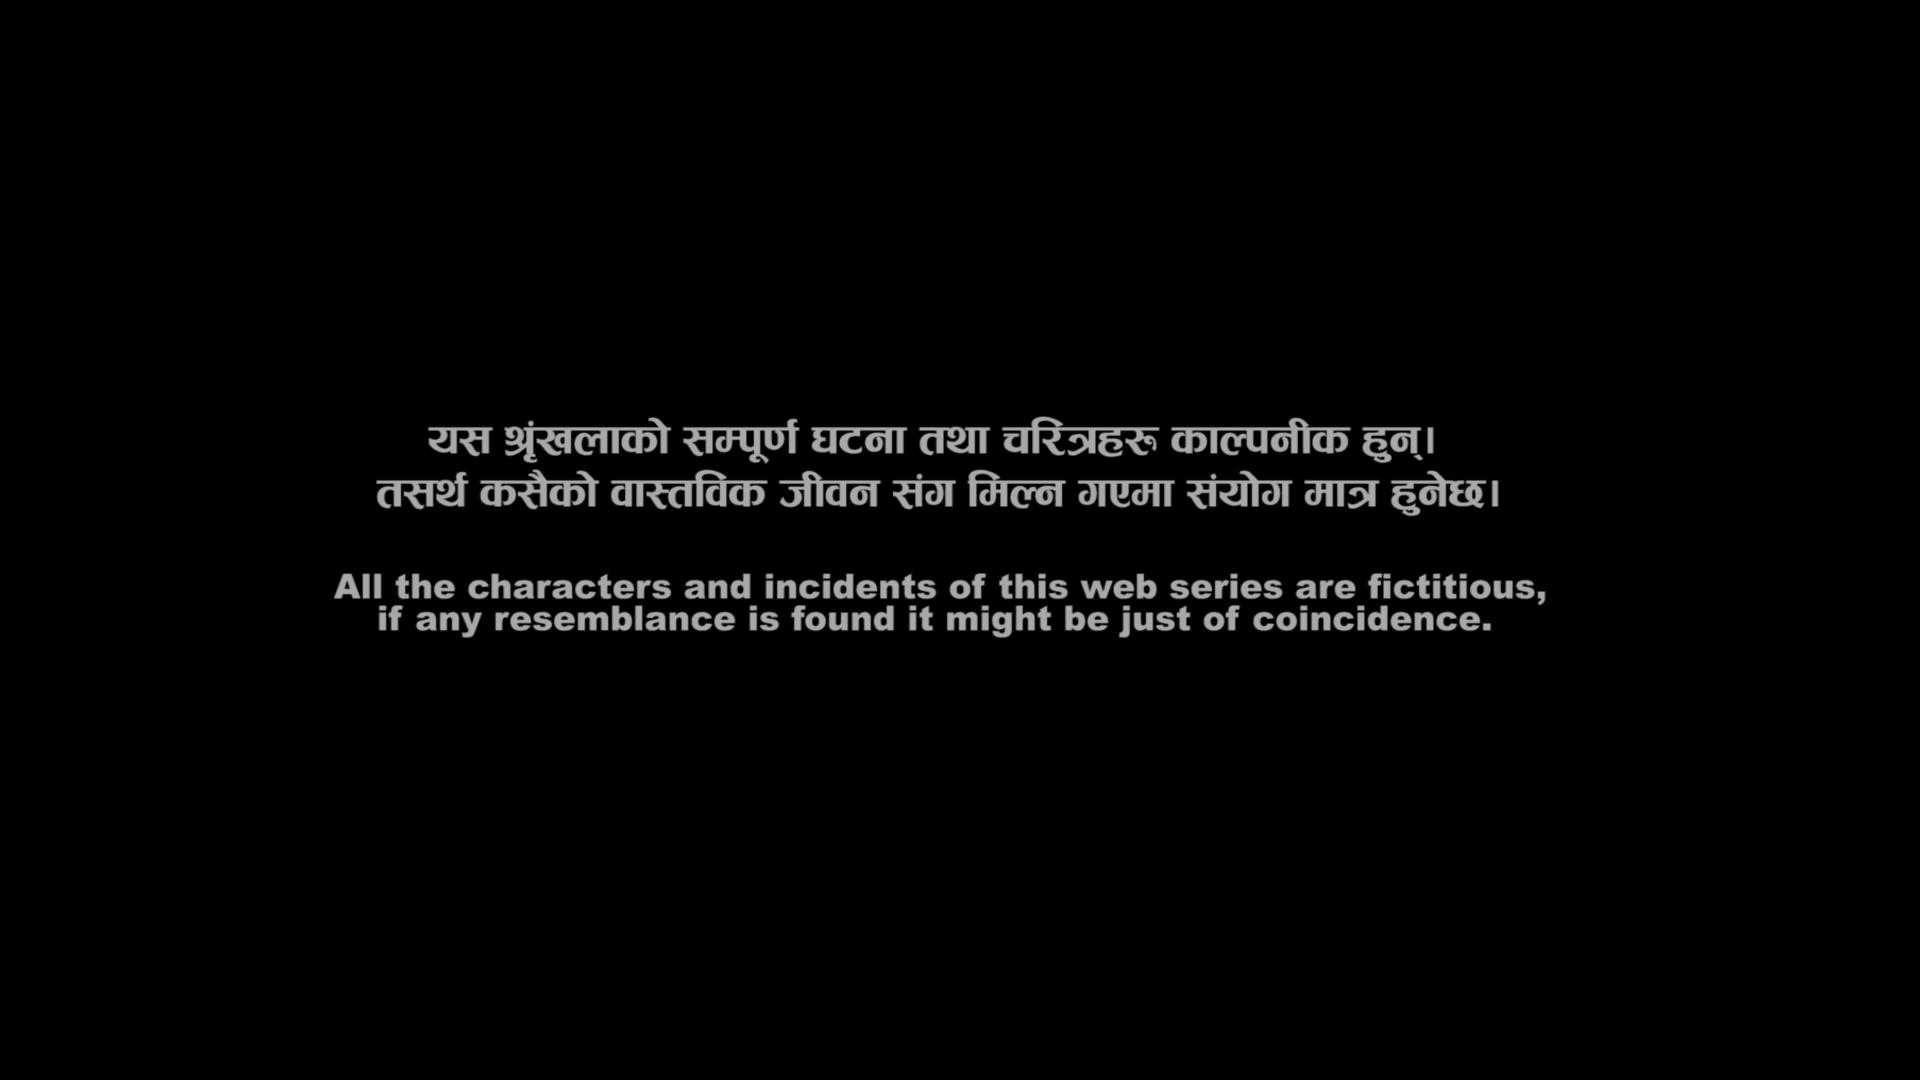 यस श्रृंखलाको सम्पूर्ण घटना तथा चरित्रहरू काल्पनीक हुन्।
तसर्थ कसैको वास्तविक जीवन संग मिल्न गएमा संयोग मात्र हुनेछ।
All the characters and incidents of this web series are fictitious,
if any resemblance is found it might be just of coincidence.